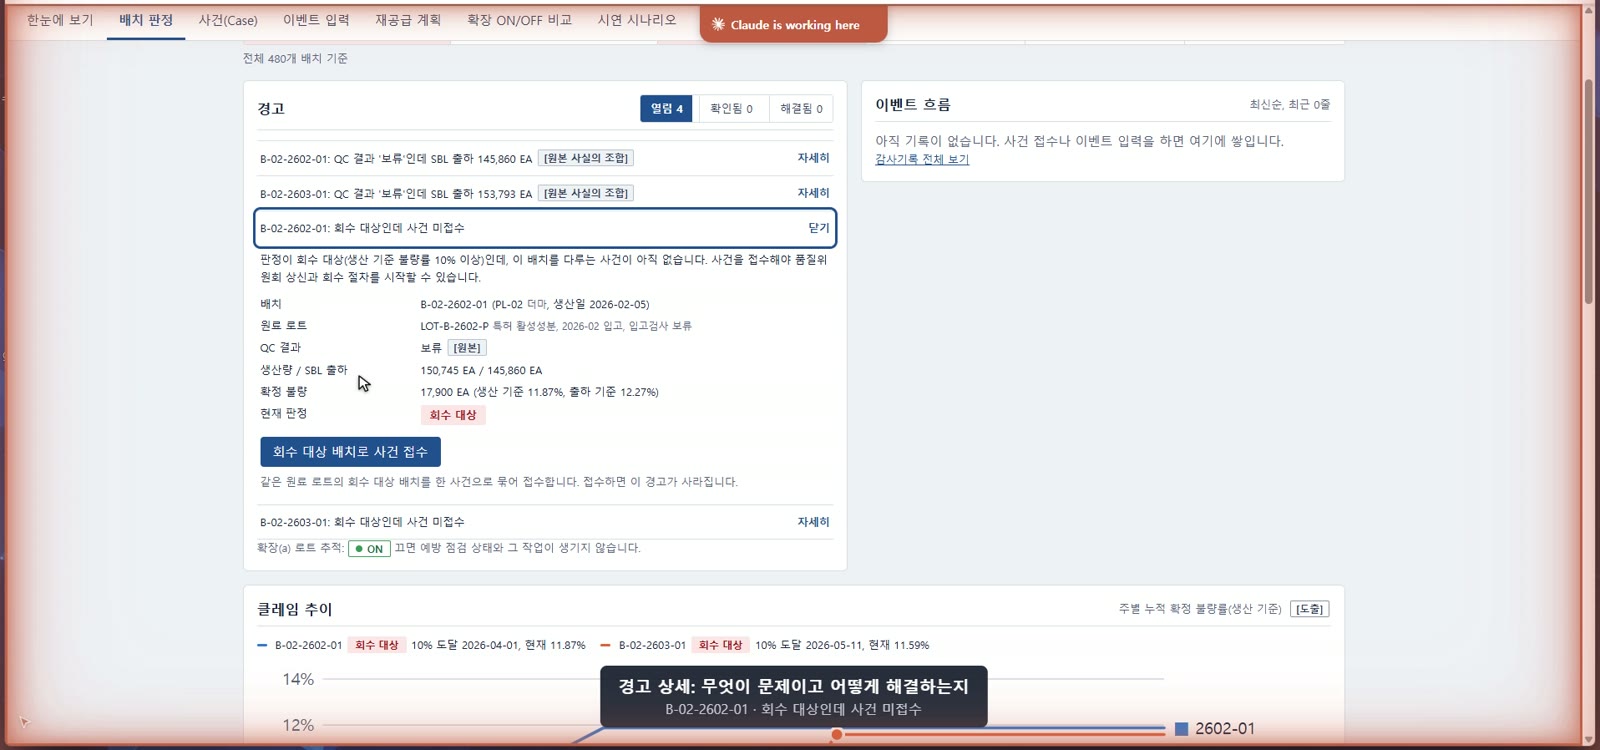 한눈에 보기 배치 판정 사건(Case) 이벤트 입력 재공급 계획 확장 ON/OFF 비교 시연 시나리오
Claude is working here
전체 480개 배치 기준
경고 열림 4 확인됨 0 해결됨 0
B-02-2602-01: QC 결과 '보류'인데 SBL 출하 145,860 EA [원본 사실의 조합] 자세히
B-02-2603-01: QC 결과 '보류'인데 SBL 출하 153,793 EA [원본 사실의 조합] 자세히
B-02-2602-01: 회수 대상인데 사건 미접수 닫기
판정이 회수 대상(생산 기준 불량률 10% 이상)인데, 이 배치를 다루는 사건이 아직 없습니다. 사건을 접수해야 품질위
원회 상신과 회수 절차를 시작할 수 있습니다.
배치 B-02-2602-01 (PL-02 더마, 생산일 2026-02-05)
원료 로트 LOT-B-2602-P 특허 활성성분, 2026-02 입고, 입고검사 보류
QC 결과 보류 [원본]
생산량 / SBL 출하 150,745 EA / 145,860 EA
확정 불량 17,900 EA (생산 기준 11.87%, 출하 기준 12.27%)
현재 판정 회수 대상
회수 대상 배치로 사건 접수
같은 원료 로트의 회수 대상 배치를 한 사건으로 묶어 접수합니다. 접수하면 이 경고가 사라집니다.
B-02-2603-01: 회수 대상인데 사건 미접수 자세히
확장(a) 로트 추적: ON 끄면 예방 점검 상태와 그 작업이 생기지 않습니다.
이벤트 흐름 최신순, 최근 0줄
아직 기록이 없습니다. 사건 접수나 이벤트 입력을 하면 여기에 쌓입니다.
감사기록 전체 보기
클레임 추이 주별 누적 확정 불량률(생산 기준) [도출]
B-02-2602-01 회수 대상 10% 도달 2026-04-01, 현재 11.87% B-02-2603-01 회수 대상 10% 도달 2026-05-11, 현재 11.59%
14%
12%
2602-01
경고 상세: 무엇이 문제이고 어떻게 해결하는지
B-02-2602-01 · 회수 대상인데 사건 미접수